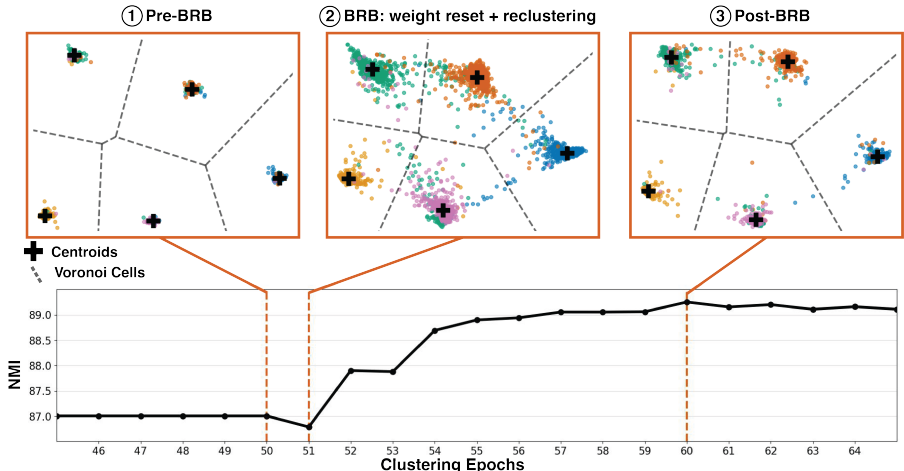 1 Pre-BRB
2 BRB: weight reset + reclustering
3 Post-BRB
Centroids
Voronoi Cells
NMI
89.0
88.5
88.0
87.5
87.0
46 47 48 49 50 51 52 53 54 55 56 57 58 59 60 61 62 63 64
Clustering Epochs